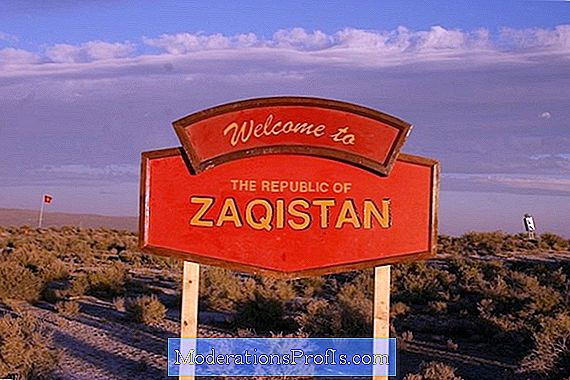 Welcome to
THE REPUBLIC OF
ZAQISTAN
ModerationsProfis.com